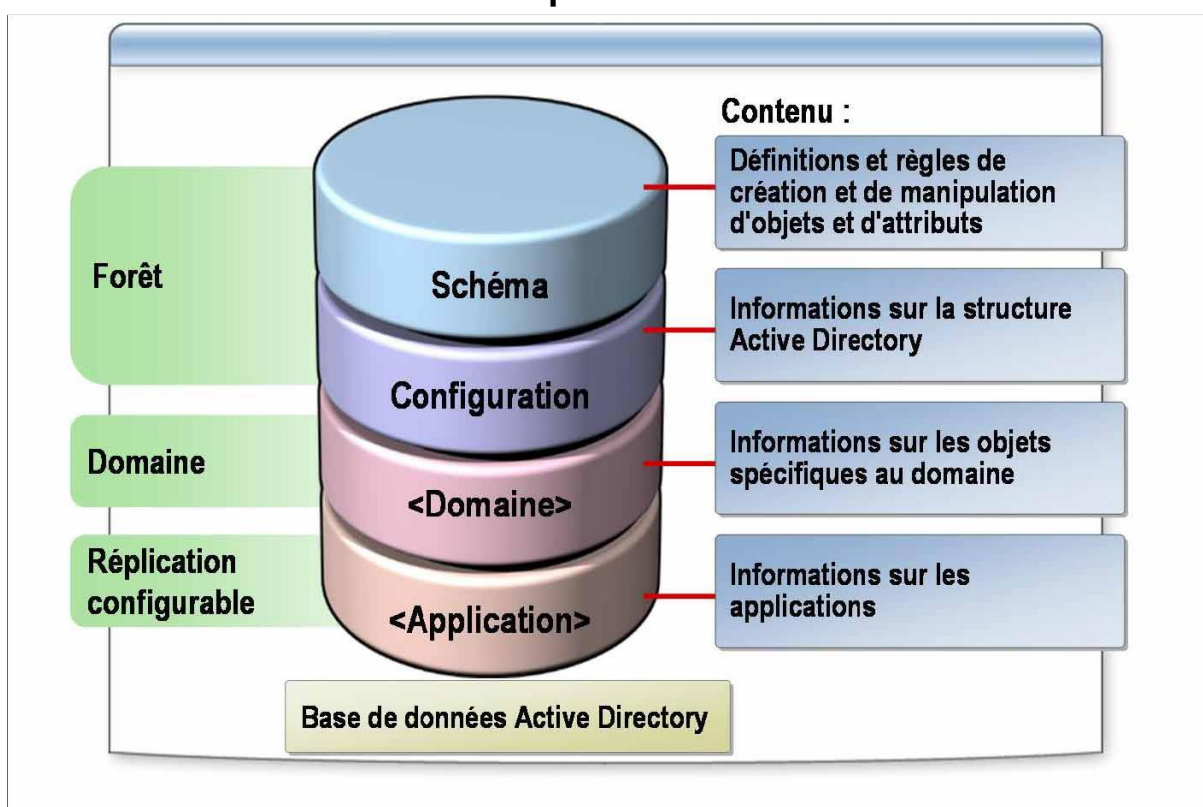 Contenu :
Définitions et règles de
création et de manipulation
d'objets et d'attributs
Forêt
Schéma
Informations sur la structure
Active Directory
Configuration
Domaine
<Domaine>
Informations sur les objets
spécifiques au domaine
Réplication
configurable
<Application>
Informations sur les
applications
Base de données Active Directory